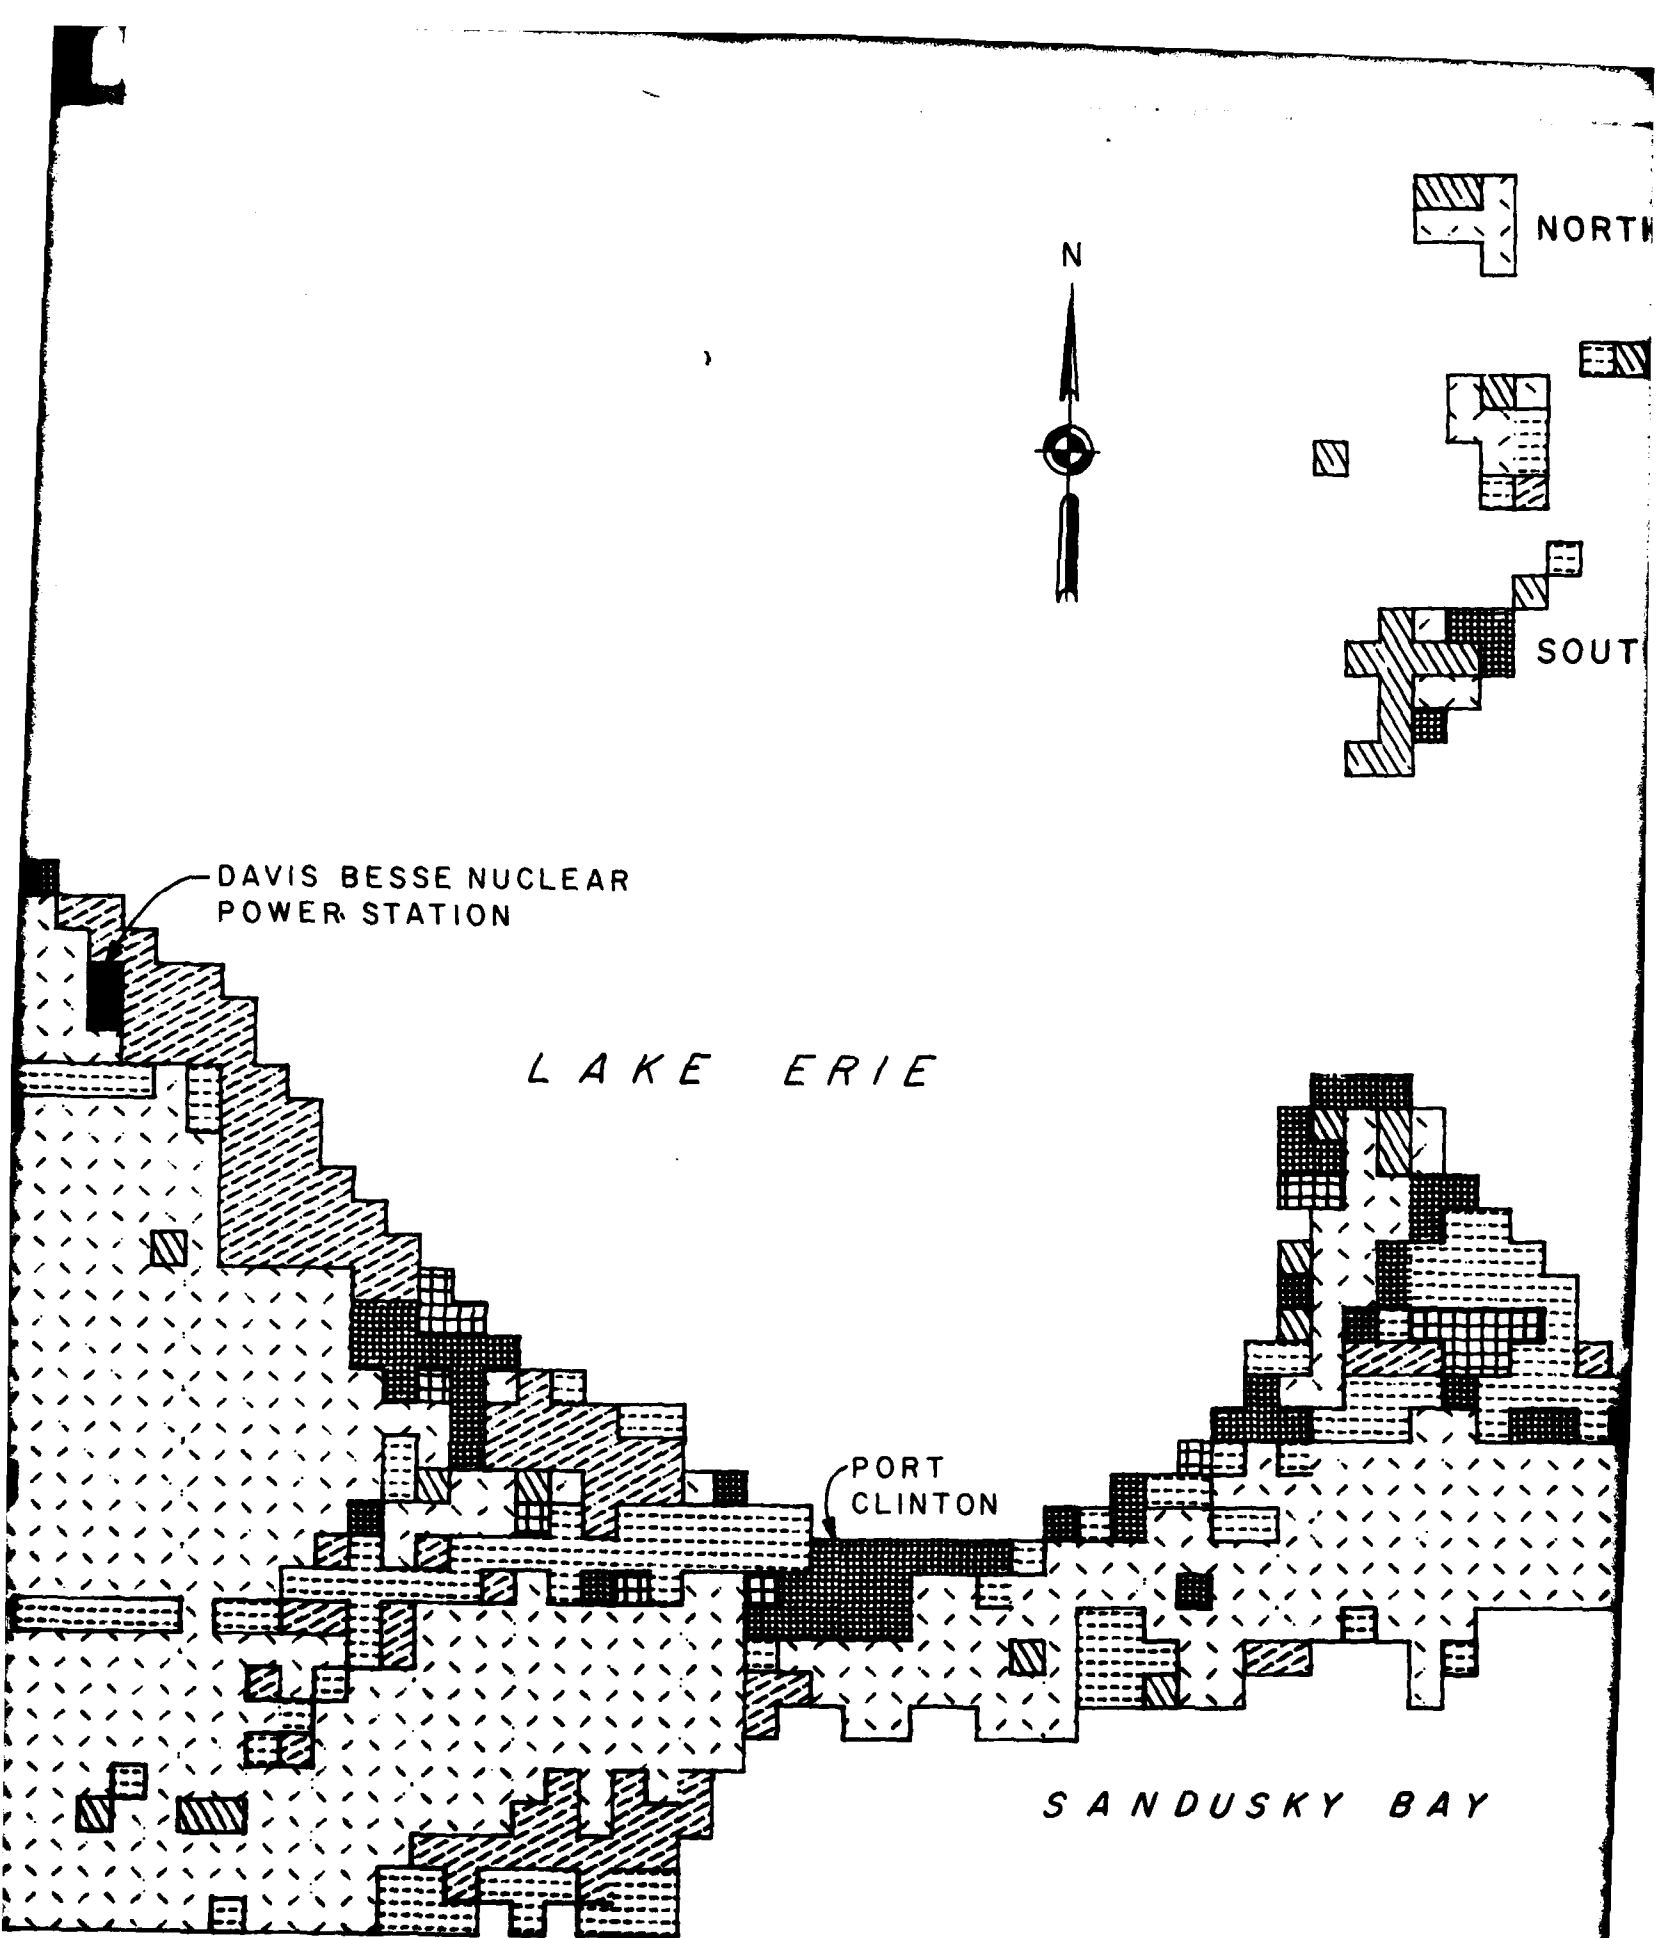 NORTH
N
SOUT
DAVIS BESSE NUCLEAR
POWER STATION
LAKE ERIE
PORT
CLINTON
SANDUSKY BAY